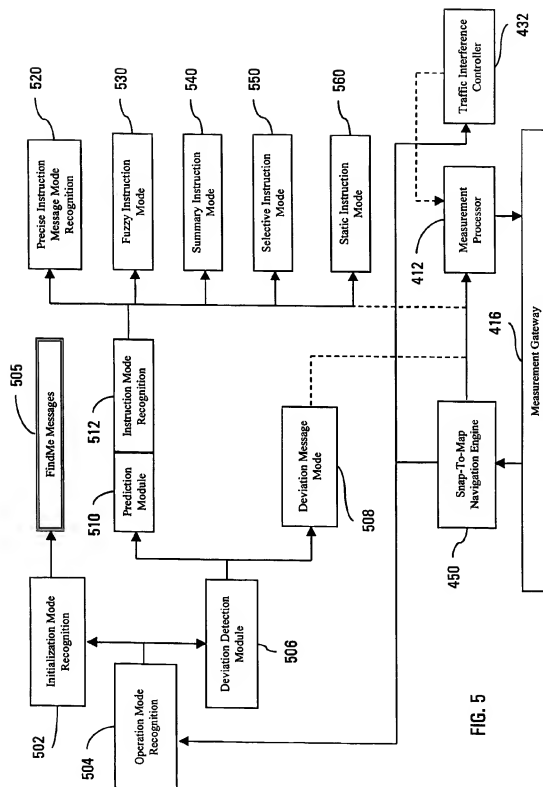 520
Precise Instruction
Message Mode
Recognition
530
Fuzzy Instruction
Mode
540
Summary Instruction
Mode
550
Selective Instruction
Mode
560
Static Instruction
Mode
432
Traffic Interference
Controller
505
FindMe Messages
512
Instruction Mode
Recognition
510
Prediction
Module
Deviation Message
Mode
508
412
Measurement
Processor
416
Measurement Gateway
Initialization Mode
Recognition
502
Operation Mode
Recognition
504
Deviation Detection
Module
506
Snap-To-Map
Navigation Engine
450
FIG. 5